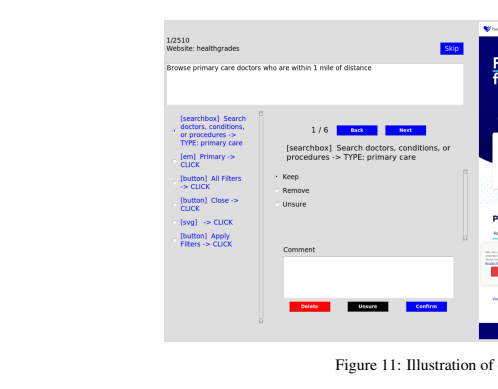 1/2510
Website: healthgrades
Skip
Browse primary care doctors who are within 1 mile of distance
[searchbox] Search
doctors, conditions,
or procedures ->
TYPE: primary care
[em] Primary ->
CLICK
[button] All Filters
-> CLICK
[button] Close ->
CLICK
[svg] -> CLICK
[button] Apply
Filters -> CLICK
1 / 6 Back Next
[searchbox] Search doctors, conditions, or
procedures -> TYPE: primary care
Keep
Remove
Unsure
Comment
Delete Unsure Confirm
Figure 11: Illustration of